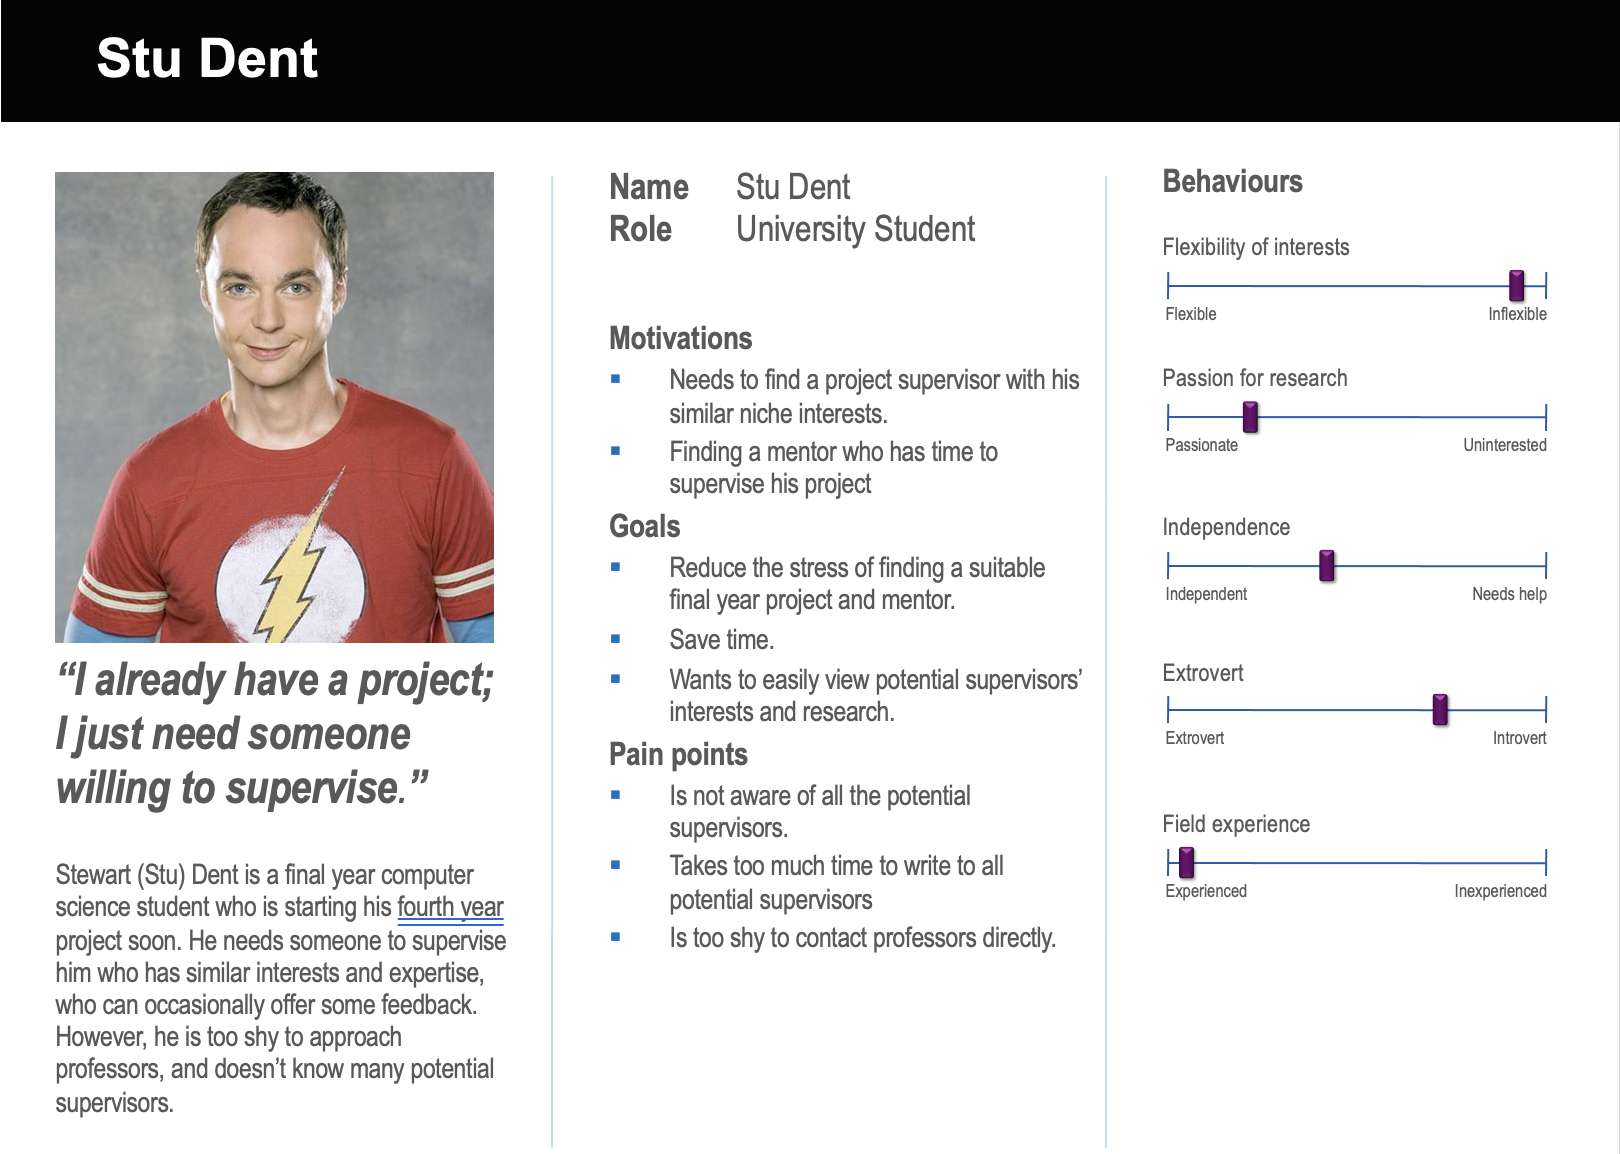 Stu Dent
“I already have a project;
I just need someone
willing to supervise.”
Stewart (Stu) Dent is a final year computer
science student who is starting his fourth year
project soon. He needs someone to supervise
him who has similar interests and expertise,
who can occasionally offer some feedback.
However, he is too shy to approach
professors, and doesn’t know many potential
supervisors.
Name Stu Dent
Role University Student
Motivations
▪ Needs to find a project supervisor with his
similar niche interests.
▪ Finding a mentor who has time to
supervise his project
Goals
▪ Reduce the stress of finding a suitable
final year project and mentor.
▪ Save time.
▪ Wants to easily view potential supervisors’
interests and research.
Pain points
▪ Is not aware of all the potential
supervisors.
▪ Takes too much time to write to all
potential supervisors
▪ Is too shy to contact professors directly.
Behaviours
Flexibility of interests
Flexible Inflexible
Passion for research
Passionate Uninterested
Independence
Independent Needs help
Extrovert
Extrovert Introvert
Field experience
Experienced Inexperienced